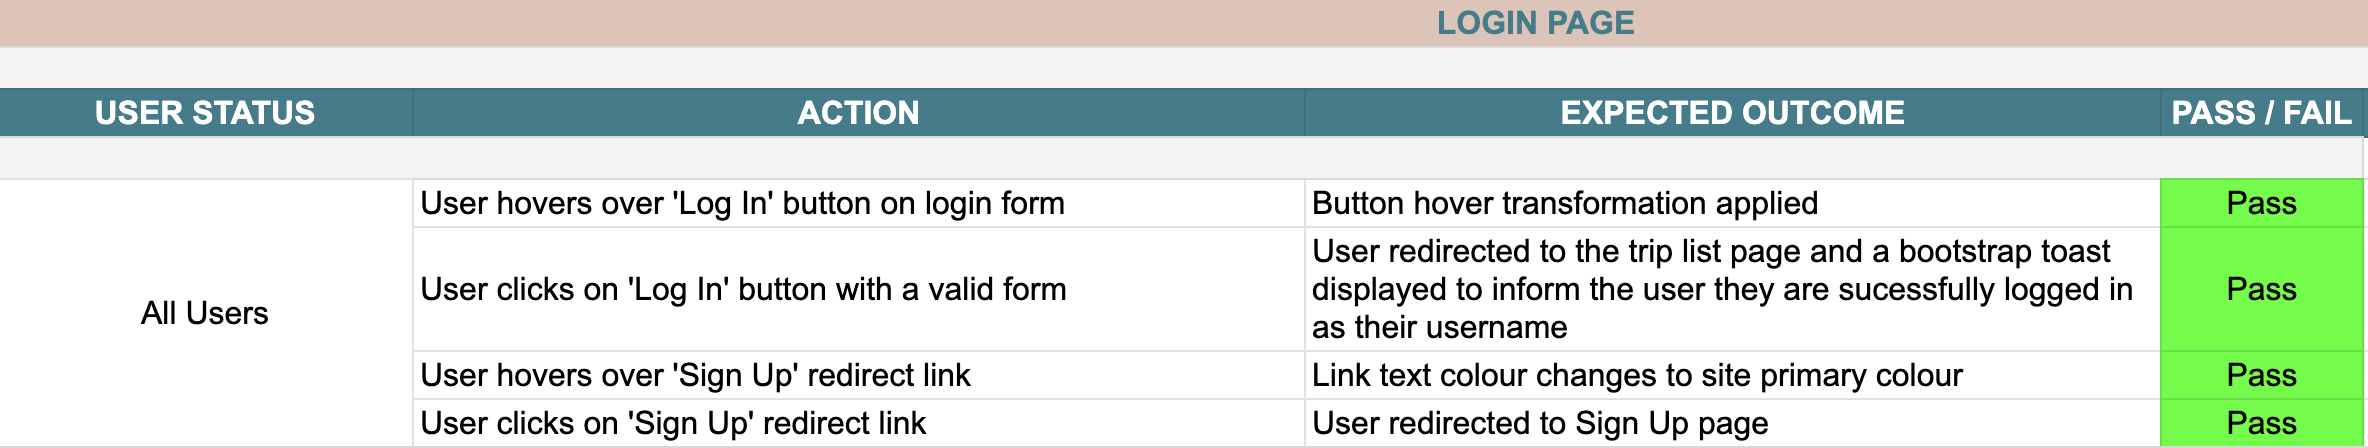 LOGIN PAGE
USER STATUS ACTION EXPECTED OUTCOME PASS / FAIL
All Users
User hovers over 'Log In' button on login form
Button hover transformation applied
Pass
User clicks on 'Log In' button with a valid form
User redirected to the trip list page and a bootstrap toast
displayed to inform the user they are sucessfully logged in
as their username
Pass
User hovers over 'Sign Up' redirect link
Link text colour changes to site primary colour
Pass
User clicks on 'Sign Up' redirect link
User redirected to Sign Up page
Pass